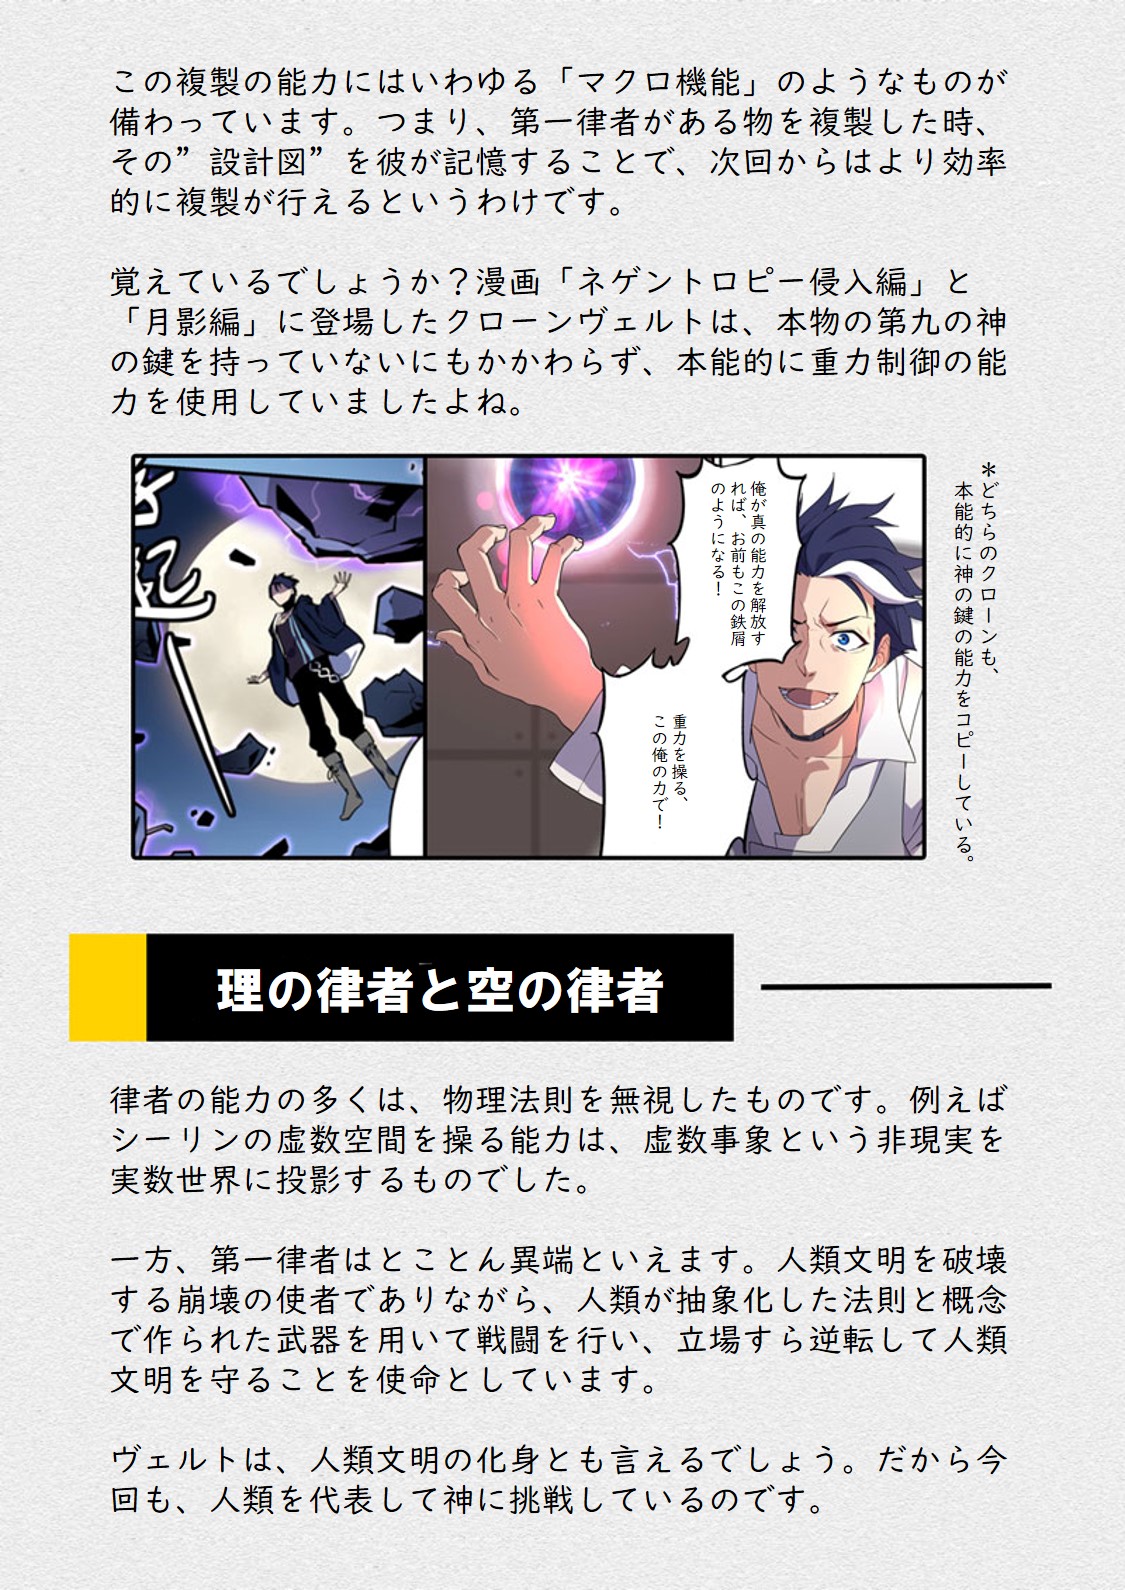 この複製の能力にはいわゆる「マクロ機能」のようなものが
備わっています。つまり、第一律者がある物を複製した時、
その”設計図”を彼が記憶することで、次回からはより効率
的に複製が行えるというわけです。
覚えているでしょうか？漫画「ネゲントロピー侵入編」と
「月影編」に登場したクローンヴェルトは、本物の第九の神
の鍵を持っていないにもかかわらず、本能的に重力制御の能
力を使用していましたよね。
＊どちらのクローンも、
本能的に神の鍵の能力をコピーしている。
俺が真の能力を解放す
れば、お前もこの鉄屑
のようになる！
重力を操る、
この俺の力で！
理の律者と空の律者
律者の能力の多くは、物理法則を無視したものです。例えば
シーリンの虚数空間を操る能力は、虚数事象という非現実を
実数世界に投影するものでした。
一方、第一律者はとことん異端といえます。人類文明を破壊
する崩壊の使者でありながら、人類が抽象化した法則と概念
で作られた武器を用いて戦闘を行い、立場すら逆転して人類
文明を守ることを使命としています。
ヴェルトは、人類文明の化身とも言えるでしょう。だから今
回も、人類を代表して神に挑戦しているのです。